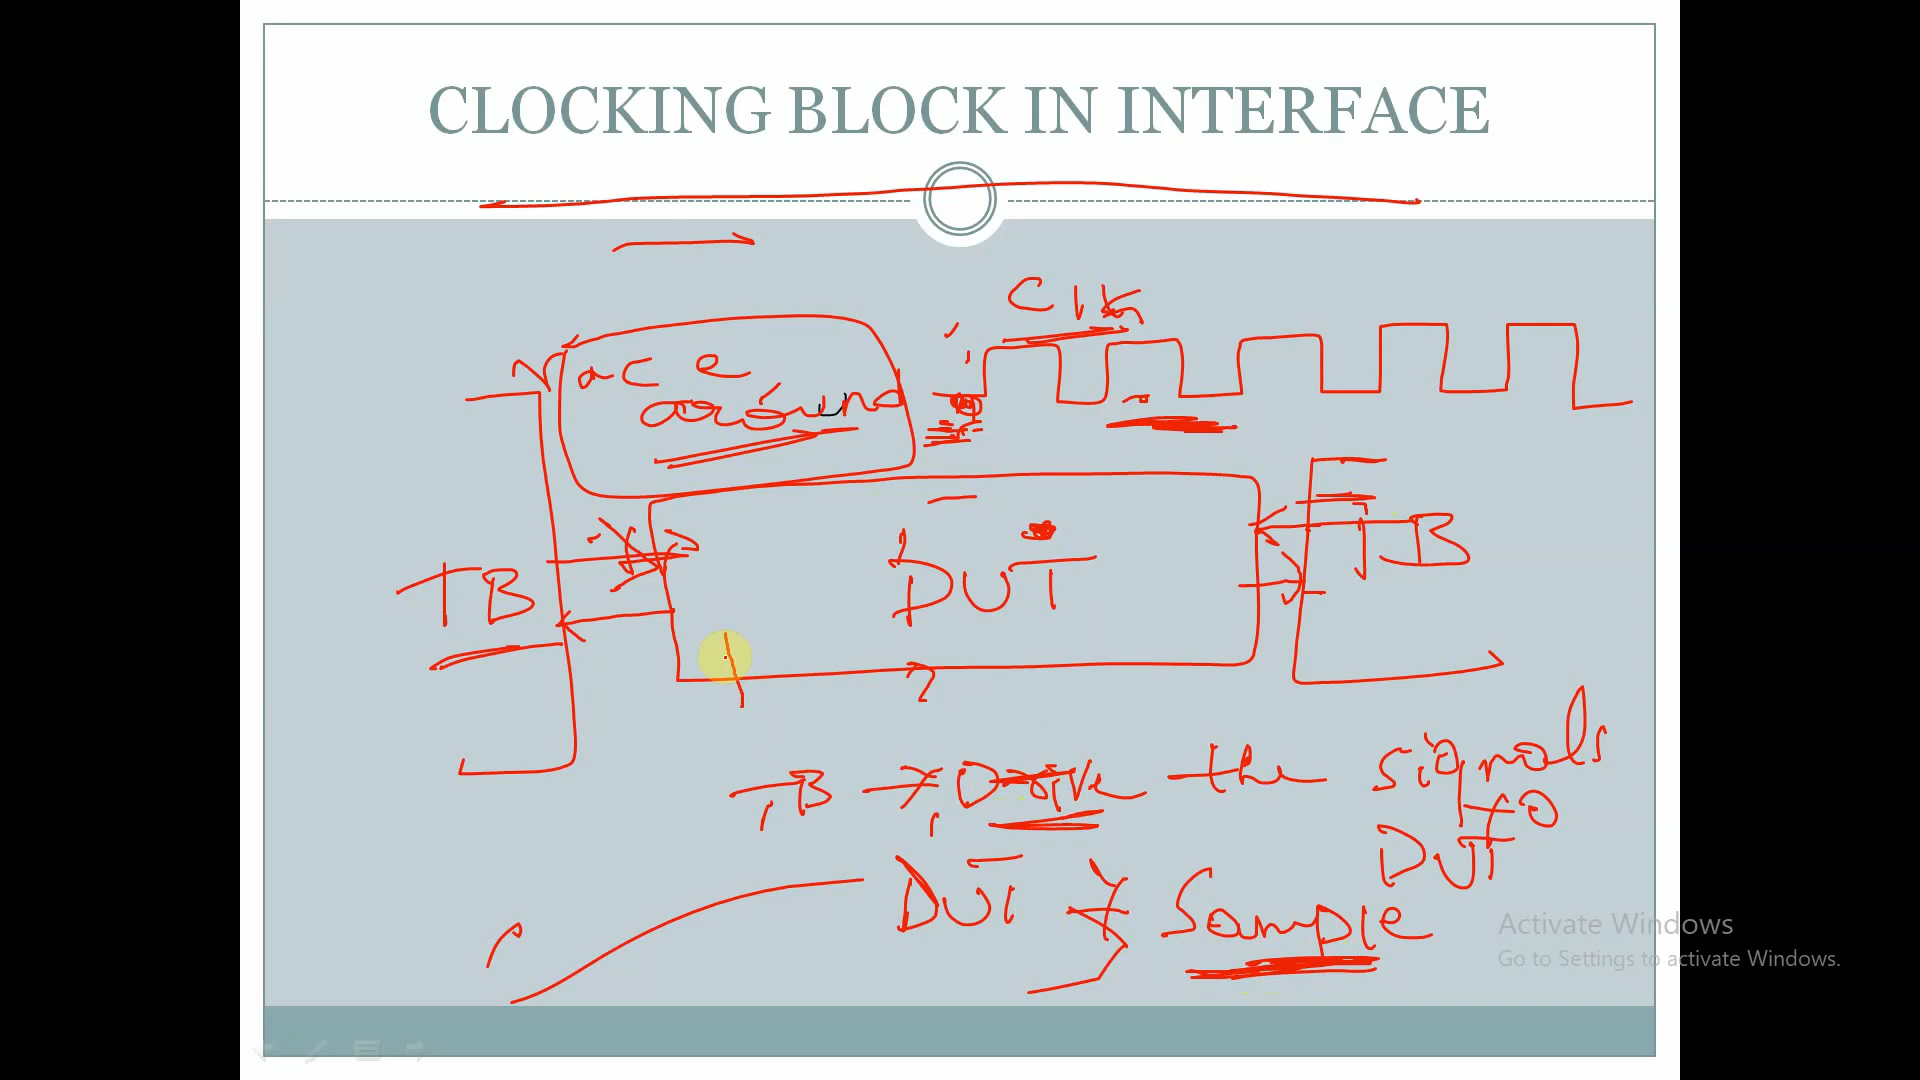 CLOCKING BLOCK IN INTERFACE
Clk
race
around
TB
DUT
TB
TB → Drive the signals
to
DUT
DUT → Sample
Activate Windows
Go to Settings to activate Windows.